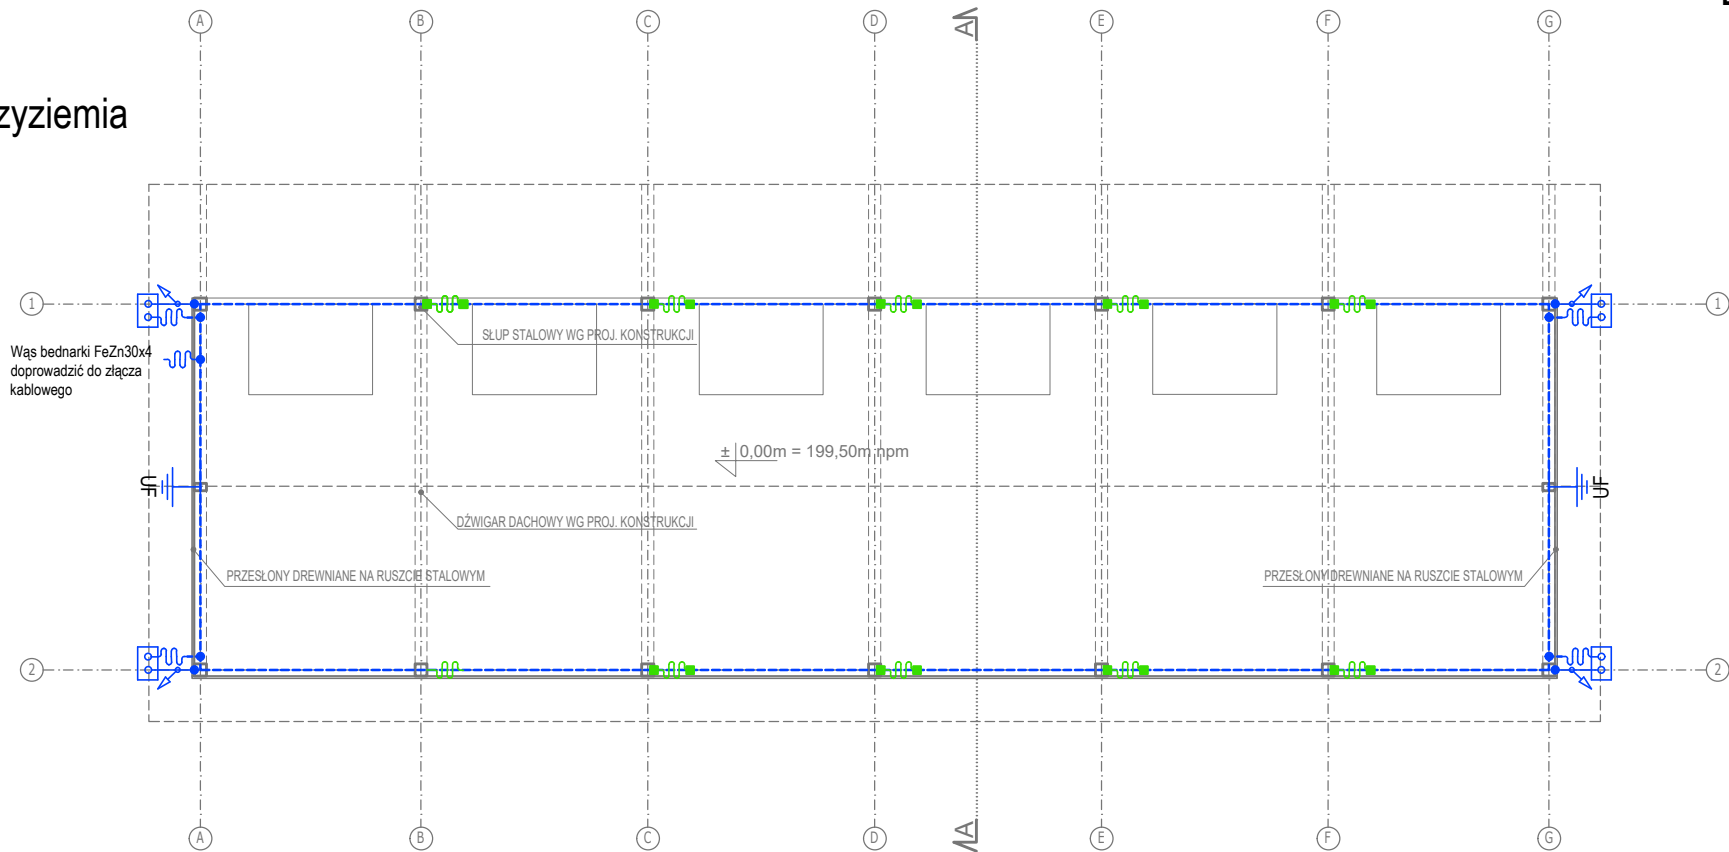 A B C D A E F G
zyziemia
1 1
SŁUP STALOWY WG PROJ. KONSTRUKCJI
Wąs bednarki FeZn30x4
doprowadzić do złącza
kablowego
± 0,00m = 199,50m npm
UF UF
DŹWIGAR DACHOWY WG PROJ. KONSTRUKCJI
PRZESŁONY DREWNIANE NA RUSZCIE STALOWYM PRZESŁONY DREWNIANE NA RUSZCIE STALOWYM
2 2
A B C D A E F G